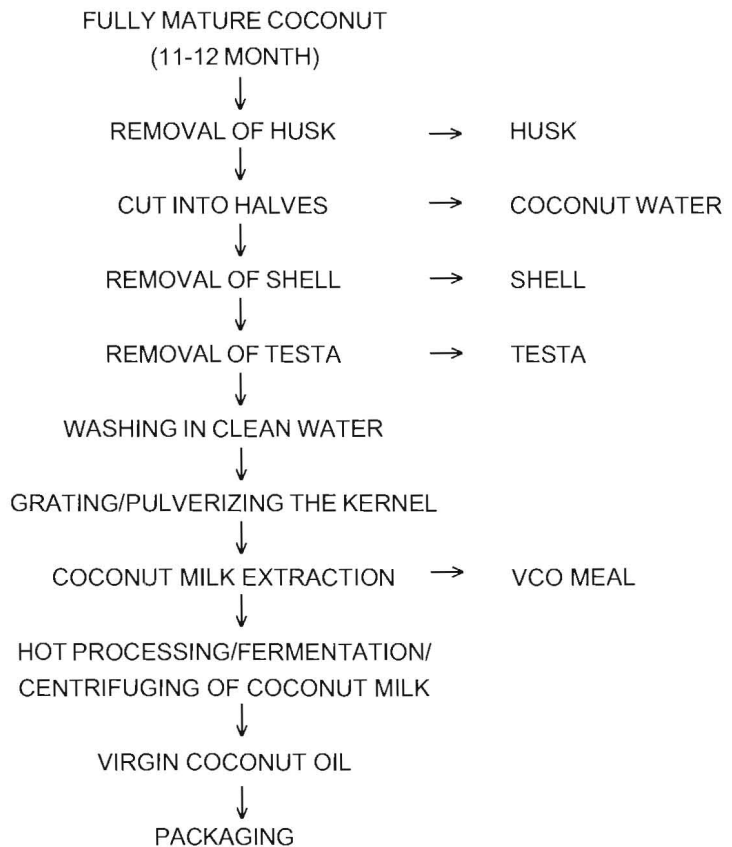 FULLY MATURE COCONUT
(11-12 MONTH)
REMOVAL OF HUSK → HUSK
CUT INTO HALVES → COCONUT WATER
REMOVAL OF SHELL → SHELL
REMOVAL OF TESTA → TESTA
WASHING IN CLEAN WATER
GRATING/PULVERIZING THE KERNEL
COCONUT MILK EXTRACTION → VCO MEAL
HOT PROCESSING/FERMENTATION/
CENTRIFUGING OF COCONUT MILK
VIRGIN COCONUT OIL
PACKAGING